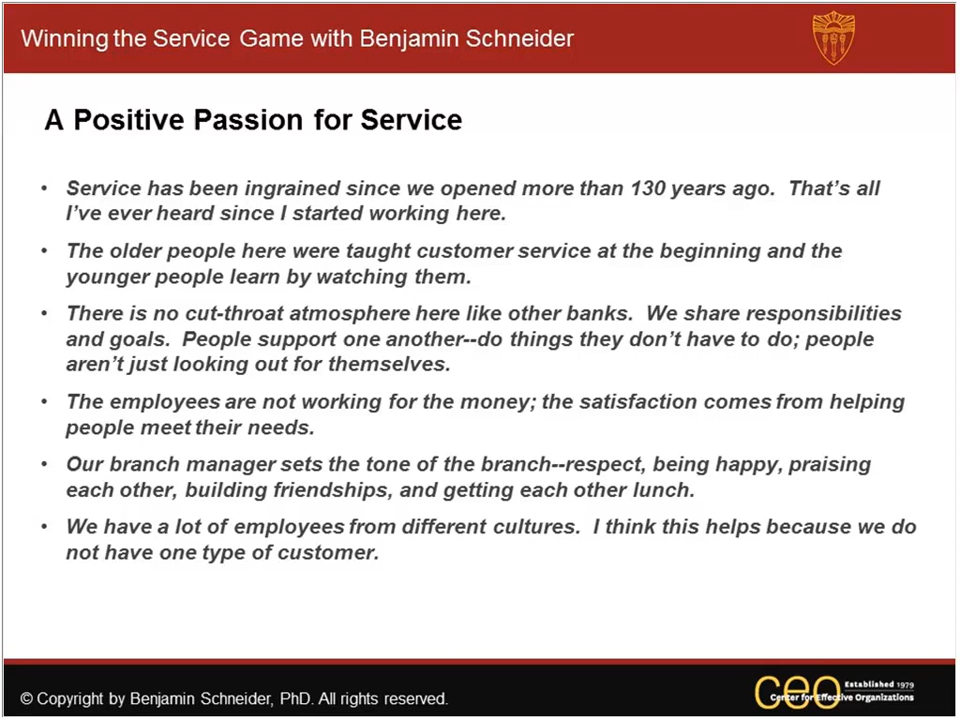 Winning the Service Game with Benjamin Schneider
A Positive Passion for Service
• Service has been ingrained since we opened more than 130 years ago. That's all
I've ever heard since I started working here.
• The older people here were taught customer service at the beginning and the
younger people learn by watching them.
• There is no cut-throat atmosphere here like other banks. We share responsibilities
and goals. People support one another--do things they don't have to do; people
aren't just looking out for themselves.
• The employees are not working for the money; the satisfaction comes from helping
people meet their needs.
• Our branch manager sets the tone of the branch--respect, being happy, praising
each other, building friendships, and getting each other lunch.
• We have a lot of employees from different cultures. I think this helps because we do
not have one type of customer.
© Copyright by Benjamin Schneider, PhD. All rights reserved.
ceo
Established 1979
Center for Effective Organizations